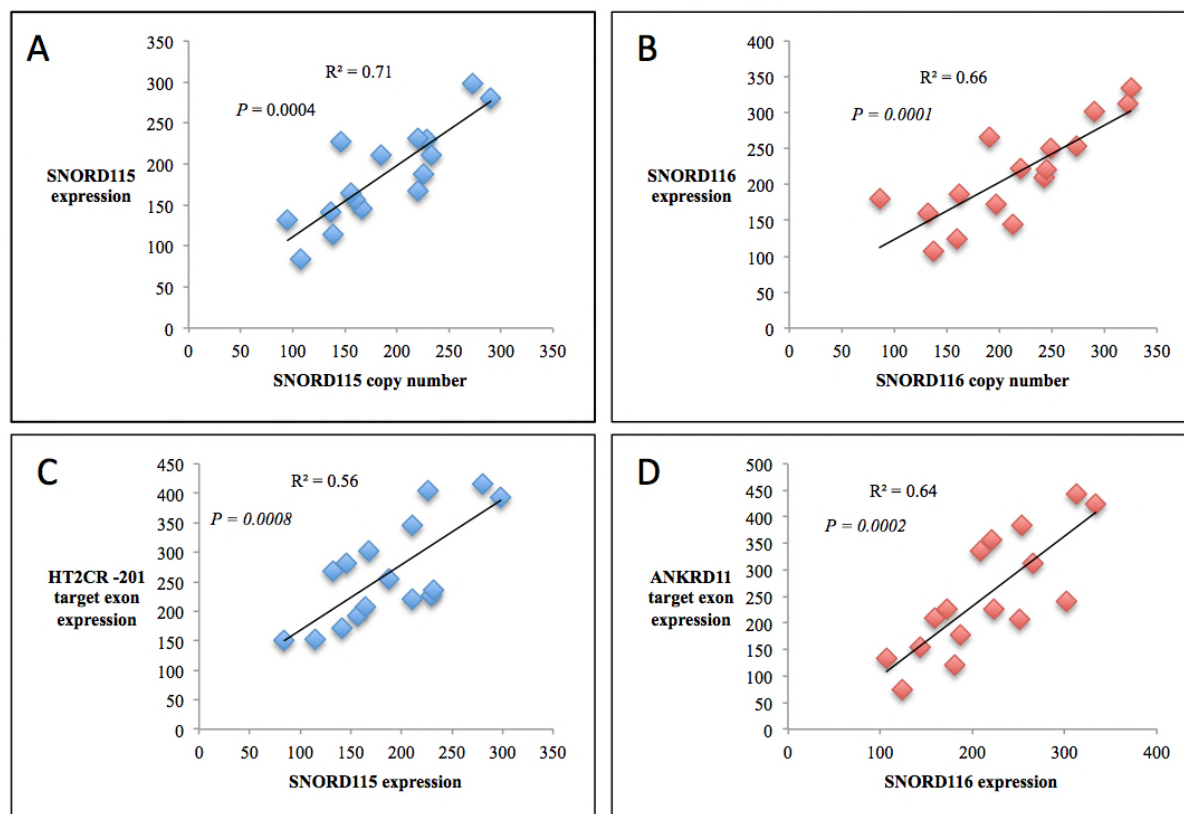 A
R² = 0.71
P = 0.0004
SNORD115
expression
350
300
250
200
150
100
50
0
0 50 100 150 200 250 300 350
SNORD115 copy number
B
R² = 0.66
P = 0.0001
SNORD116
expression
400
350
300
250
200
150
100
50
0
0 50 100 150 200 250 300 350
SNORD116 copy number
C
R² = 0.56
P = 0.0008
HT2CR -201
target exon
expression
450
400
350
300
250
200
150
100
50
0
0 50 100 150 200 250 300 350
SNORD115 expression
D
R² = 0.64
P = 0.0002
ANKRD11
target exon
expression
500
450
400
350
300
250
200
150
100
50
0
0 100 200 300 400
SNORD116 expression